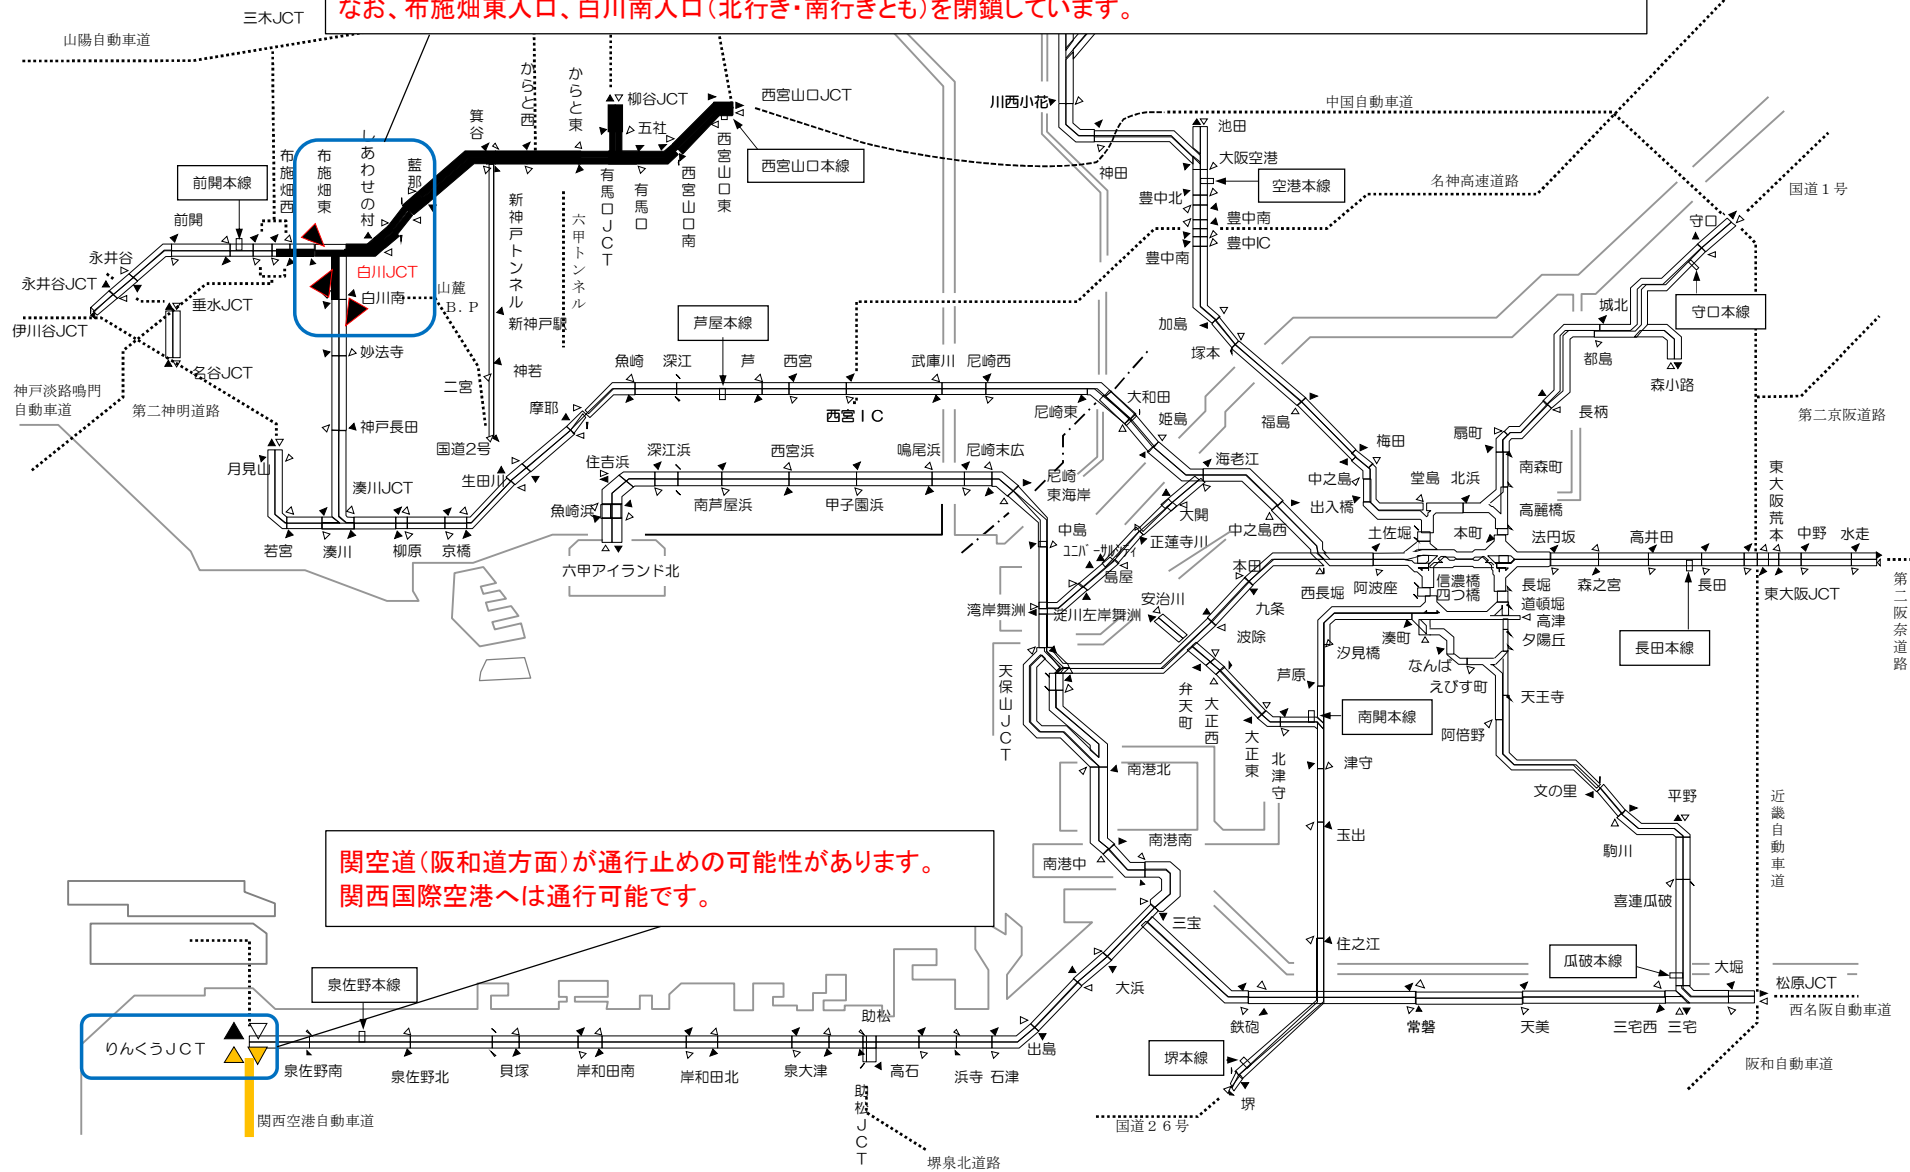 なお、布施畑東入口、白川南入口(北行き・南行きとも)を閉鎖しています。
三木JCT
山陽自動車道
からと西
からと東
柳谷JCT
五社
西宮山口JCT
川西小花
中国自動車道
池田
箕谷
しあわせの村
藍那
布施畑西
布施畑東
前開本線
前開
永井谷
永井谷JCT
伊川谷JCT
垂水JCT
名谷JCT
白川JCT
白川南
山麓
B.P
新神戸トンネル
六甲トンネル
有馬口JCT
有馬口
西宮山口南
西宮山口東
西宮山口本線
神田
大阪空港
空港本線
豊中北
豊中南
豊中IC
豊中南
名神高速道路
国道1号
守口
守口本線
城北
都島
森小路
第二京阪道路
妙法寺
新神戸駅
神若
二宮
国道2号
神戸淡路鳴門
自動車道
第二神明道路
神戸長田
月見山
湊川JCT
若宮
湊川
柳原
京橋
生田川
摩耶
芦屋本線
魚崎
深江
芦
西宮
西宮IC
武庫川
尼崎西
尼崎東
大和田
姫島
海老江
加島
塚本
福島
梅田
中之島
出入橋
堂島
北浜
扇町
長柄
南森町
高麗橋
住吉浜
深江浜
西宮浜
鳴尾浜
尼崎末広
尼崎
東海岸
魚崎浜
南芦屋浜
甲子園浜
六甲アイランド北
中島
ユニバーサルシティ
大開
正蓮寺川
中之島西
島屋
湾岸舞洲
淀川左岸舞洲
安治川
本田
九条
波除
西長堀
阿波座
土佐堀
本町
信濃橋
四つ橋
法円坂
高井田
東大阪荒本
中野
水走
森之宮
長田
東大阪JCT
長田本線
第二阪奈道路
長堀
道頓堀
高津
夕陽丘
湊町
なんば
えびす町
汐見橋
芦原
天王寺
阿倍野
南開本線
天保山JCT
弁天町
大正西
大正東
北津守
津守
南港北
南港南
南港中
玉出
文の里
平野
駒川
喜連瓜破
近畿自動車道
関空道(阪和道方面)が通行止めの可能性があります。
関西国際空港へは通行可能です。
三宝
住之江
瓜破本線
大堀
松原JCT
西名阪自動車道
大浜
鉄砲
常磐
天美
三宅西
三宅
堺本線
堺
国道26号
阪和自動車道
泉佐野本線
りんくうJCT
泉佐野南
泉佐野北
貝塚
岸和田南
岸和田北
泉大津
助松
高石
浜寺
石津
出島
助松JCT
堺泉北道路
関西空港自動車道